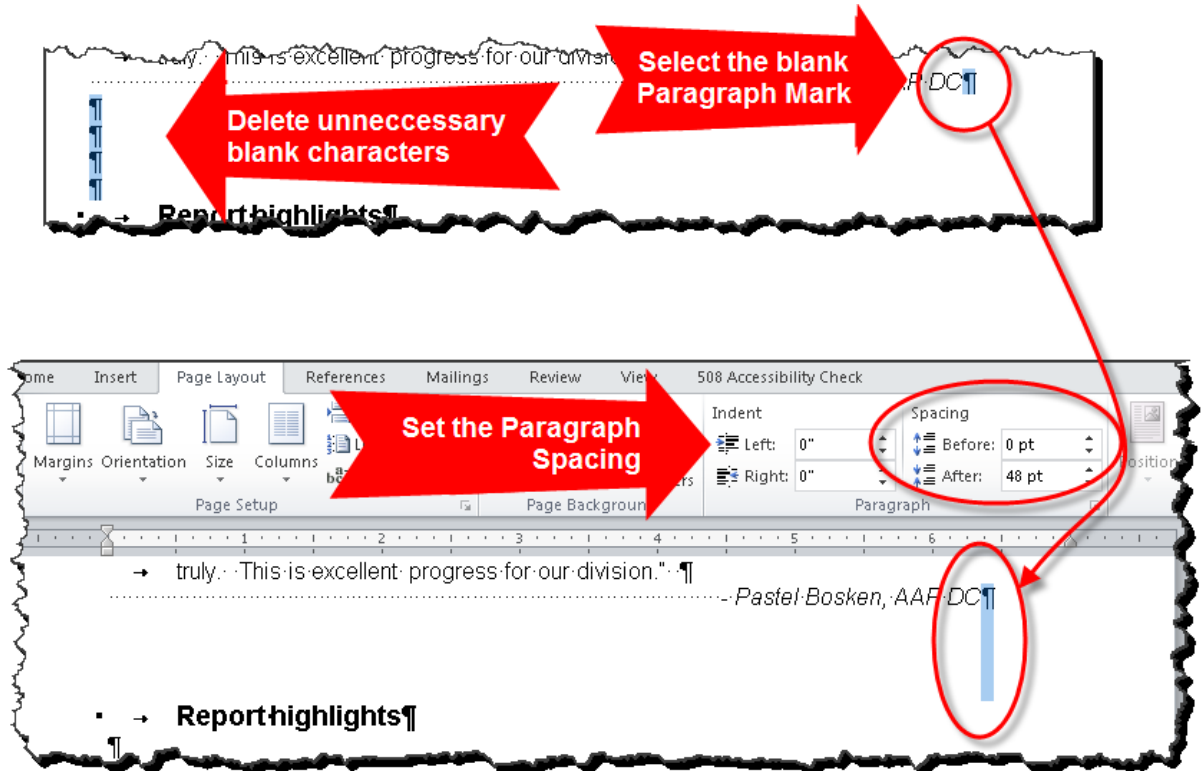 truly. This is excellent progress for our
Select the blank
Paragraph Mark
DC¶
¶
¶
¶
¶
Delete unneccessary
blank characters
Report highlights¶
Insert Page Layout References Mailings Review View 508 Accessibility Check
Set the Paragraph
Spacing
Indent Spacing
Left: 0" Before: 0 pt
Right: 0" After: 48 pt
Margins Orientation Size Columns
Page Setup Page Paragraph
1 2 3 4 5 6
truly. This is excellent progress for our division." ¶
- Pastel Bosken, AAP DC¶
Report highlights¶
¶